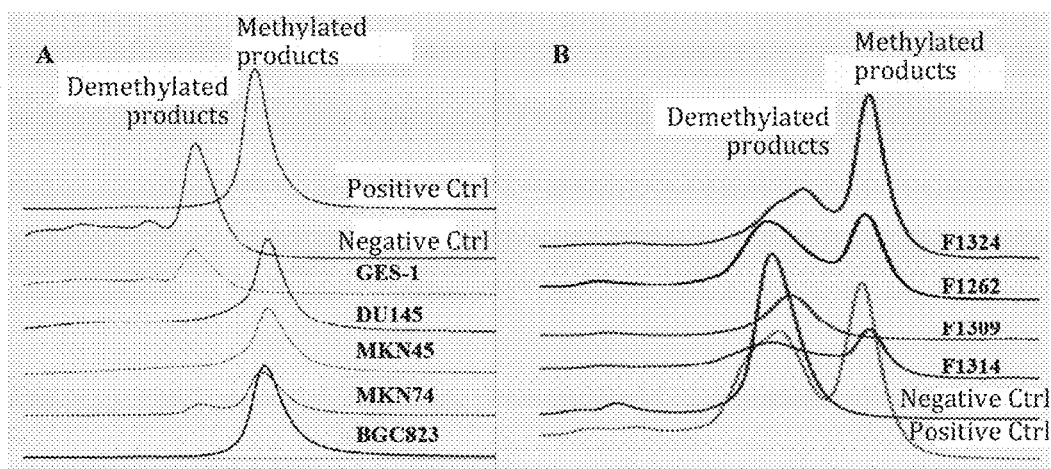 A
Methylated
products
Demethylated
products
Positive Ctrl
Negative Ctrl
GES-1
DU145
MKN45
MKN74
BGC823
B
Methylated
products
Demethylated
products
F1324
F1262
F1309
F1314
Negative Ctrl
Positive Ctrl